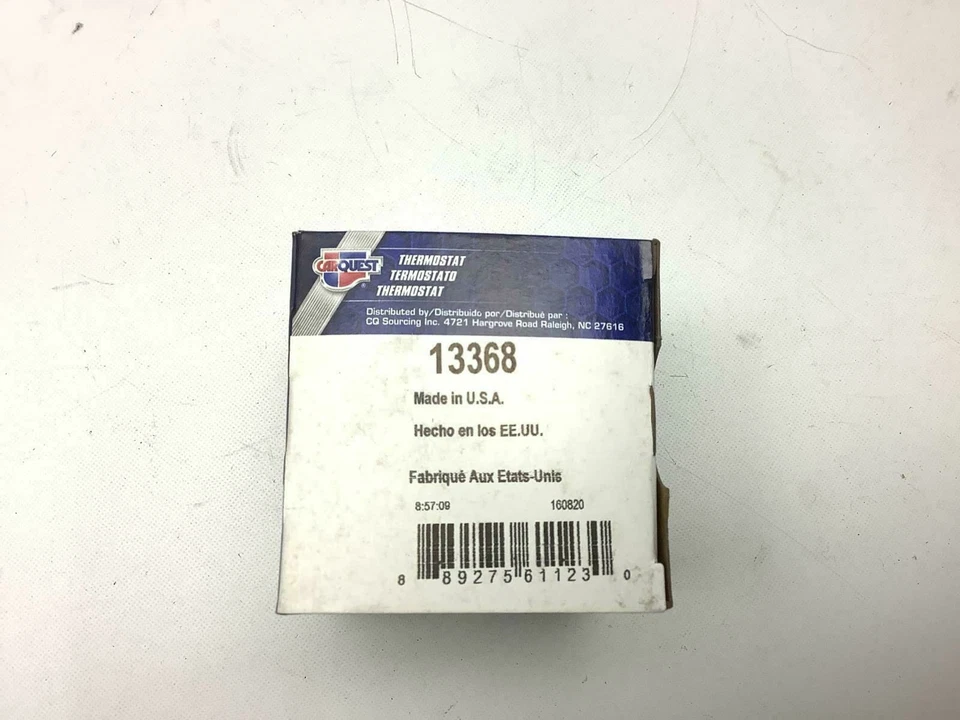 CARQUEST®
THERMOSTAT
TERMOSTATO
THERMOSTAT
Distributed by/Distribuido por/Distribué par :
CQ Sourcing Inc. 4721 Hargrove Road Raleigh, NC 27616
13368
Made in U.S.A.
Hecho en los EE.UU.
Fabriqué Aux Etats-Unis
8:57:09 160820
8 89275 61123 0